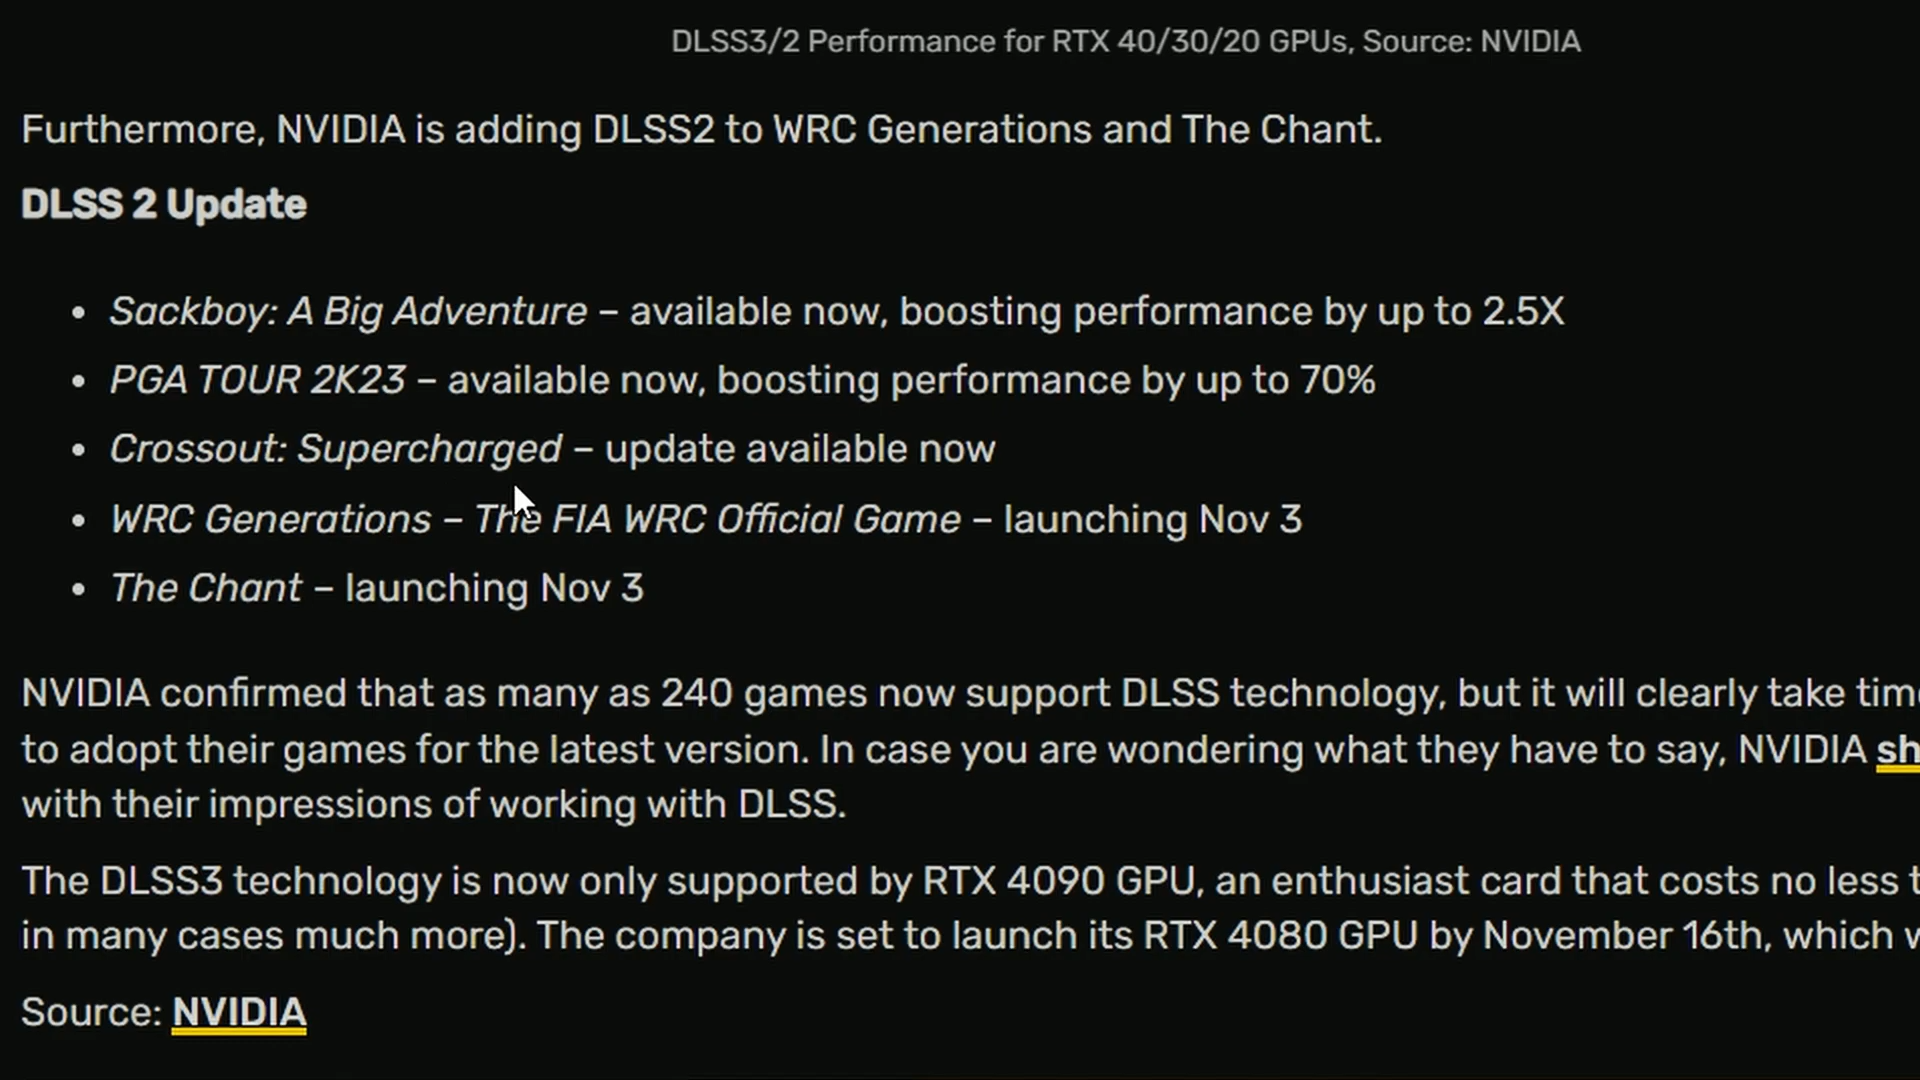 DLSS3/2 Performance for RTX 40/30/20 GPUs, Source: NVIDIA
Furthermore, NVIDIA is adding DLSS2 to WRC Generations and The Chant.
DLSS 2 Update
• Sackboy: A Big Adventure – available now, boosting performance by up to 2.5X
• PGA TOUR 2K23 – available now, boosting performance by up to 70%
• Crossout: Supercharged – update available now
• WRC Generations – The FIA WRC Official Game – launching Nov 3
• The Chant – launching Nov 3
NVIDIA confirmed that as many as 240 games now support DLSS technology, but it will clearly take
to adopt their games for the latest version. In case you are wondering what they have to say, NVIDIA
with their impressions of working with DLSS.
The DLSS3 technology is now only supported by RTX 4090 GPU, an enthusiast card that costs no less
in many cases much more). The company is set to launch its RTX 4080 GPU by November 16th, which
Source: NVIDIA